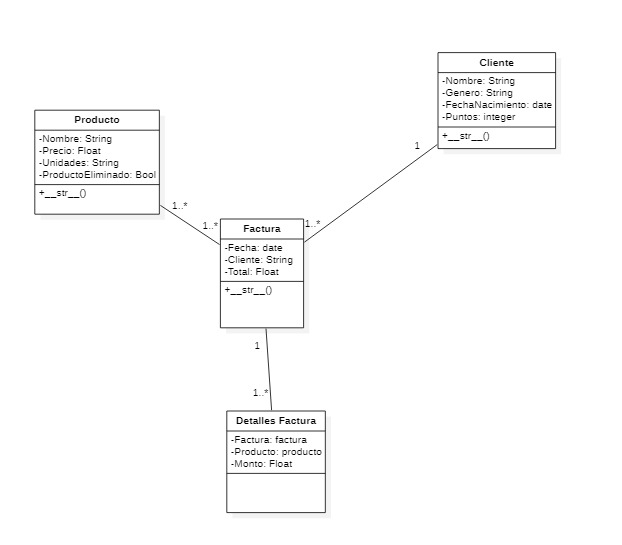 Cliente
-Nombre: String
-Genero: String
-FechaNacimiento: date
-Puntos: integer
+__str__()
Producto
-Nombre: String
-Precio: Float
-Unidades: String
-ProductoEliminado: Bool
+__str__()
1
1..*
1..*
1..*
Factura
-Fecha: date
-Cliente: String
-Total: Float
+__str__()
1
1..*
Detalles Factura
-Factura: factura
-Producto: producto
-Monto: Float